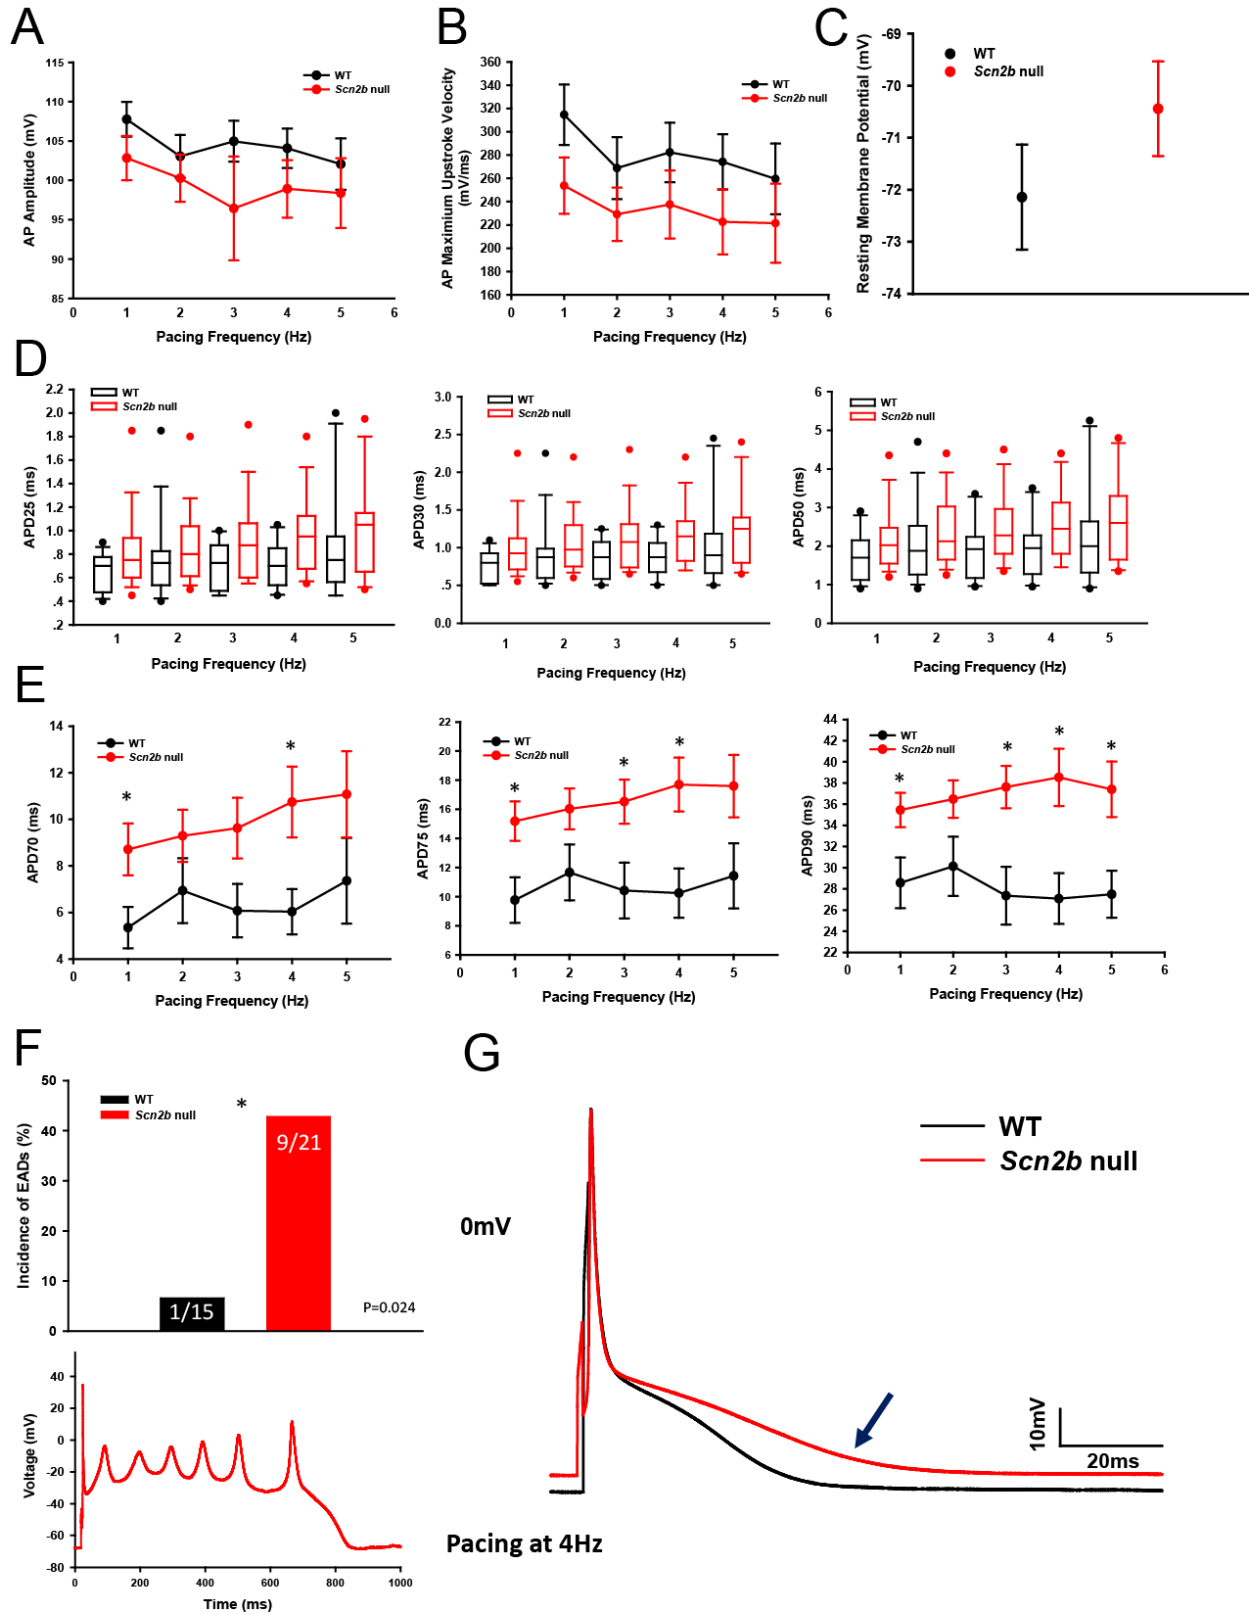 A
B
C
AP Amplitude (mV)
115
110
105
100
95
90
85
0 1 2 3 4 5 6
Pacing Frequency (Hz)
WT
Scn2b null
AP Maximium Upstroke Velocity
(mV/ms)
360
340
320
300
280
260
240
220
200
180
160
0 1 2 3 4 5 6
Pacing Frequency (Hz)
WT
Scn2b null
Resting Membrane Potential (mV)
-69
-70
-71
-72
-73
-74
WT
Scn2b null
D
APD25 (ms)
2.2
2.0
1.8
1.6
1.4
1.2
1.0
.8
.6
.4
.2
1 2 3 4 5
Pacing Frequency (Hz)
WT
Scn2b null
APD30 (ms)
3.0
2.5
2.0
1.5
1.0
.5
0.0
1 2 3 4 5
Pacing Frequency (Hz)
WT
Scn2b null
APD50 (ms)
6
5
4
3
2
1
0
1 2 3 4 5
Pacing Frequency (Hz)
WT
Scn2b null
E
APD70 (ms)
14
12
10
8
6
4
0 1 2 3 4 5
Pacing Frequency (Hz)
WT
Scn2b null
*
*
APD75 (ms)
22
20
18
16
14
12
10
8
6
0 1 2 3 4 5
Pacing Frequency (Hz)
WT
Scn2b null
*
*
*
APD90 (ms)
44
42
40
38
36
34
32
30
28
26
24
22
0 1 2 3 4 5 6
Pacing Frequency (Hz)
WT
Scn2b null
*
*
*
*
F
Incidence of EADs (%)
50
40
30
20
10
0
WT
Scn2b null
*
9/21
1/15
P=0.024
Voltage (mV)
40
20
0
-20
-40
-60
-80
0 200 400 600 800 1000
Time (ms)
G
WT
Scn2b null
0mV
10mV
20ms
Pacing at 4Hz